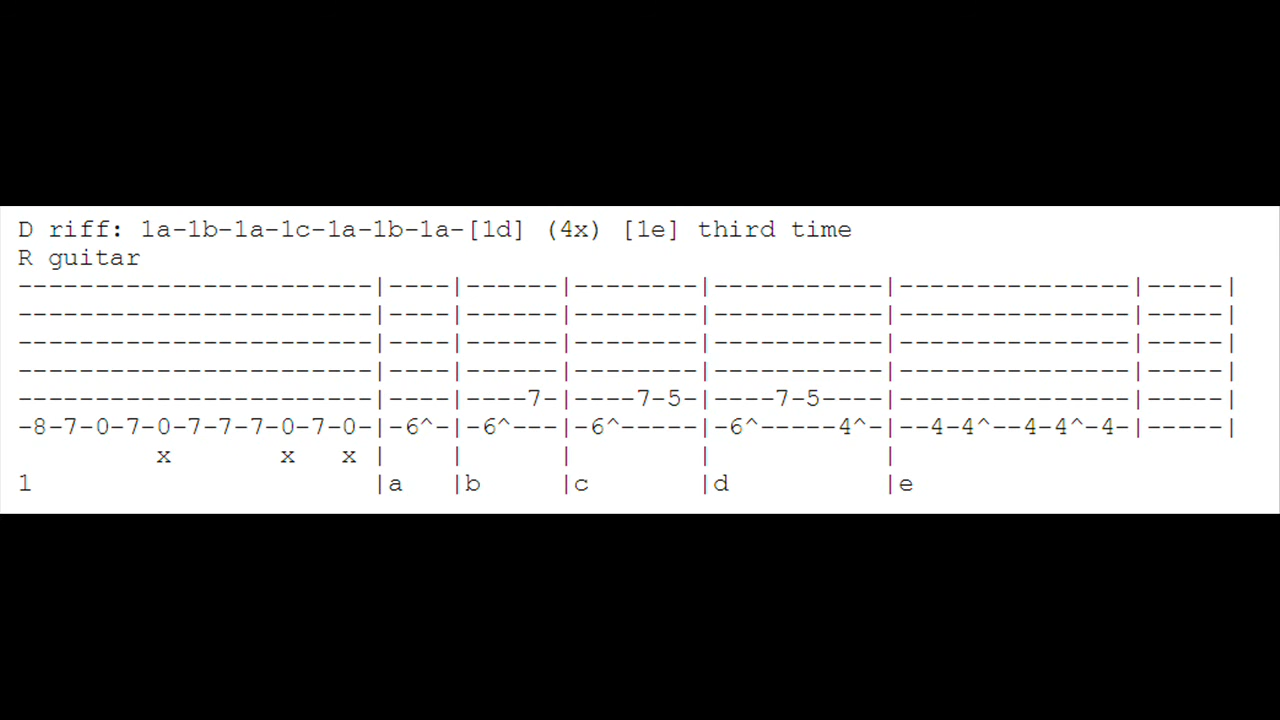 D riff: 1a-1b-1a-1c-1a-1b-1a-[1d] (4x) [1e] third time
R guitar
-----------------------|----|------|--------|-----------|---------------|-----|
-----------------------|----|------|--------|-----------|---------------|-----|
-----------------------|----|------|--------|-----------|---------------|-----|
-----------------------|----|------|--------|-----------|---------------|-----|
-----------------------|----|----7-|----7-5-|----7-5----|---------------|-----|
-8-7-0-7-0-7-7-7-0-7-0-|-6^-|-6^---|-6^-----|-6^-----4^-|--4-4^--4-4^-4-|-----|
         x       x   x |    |      |        |           |
1                      |a   |b     |c       |d          |e